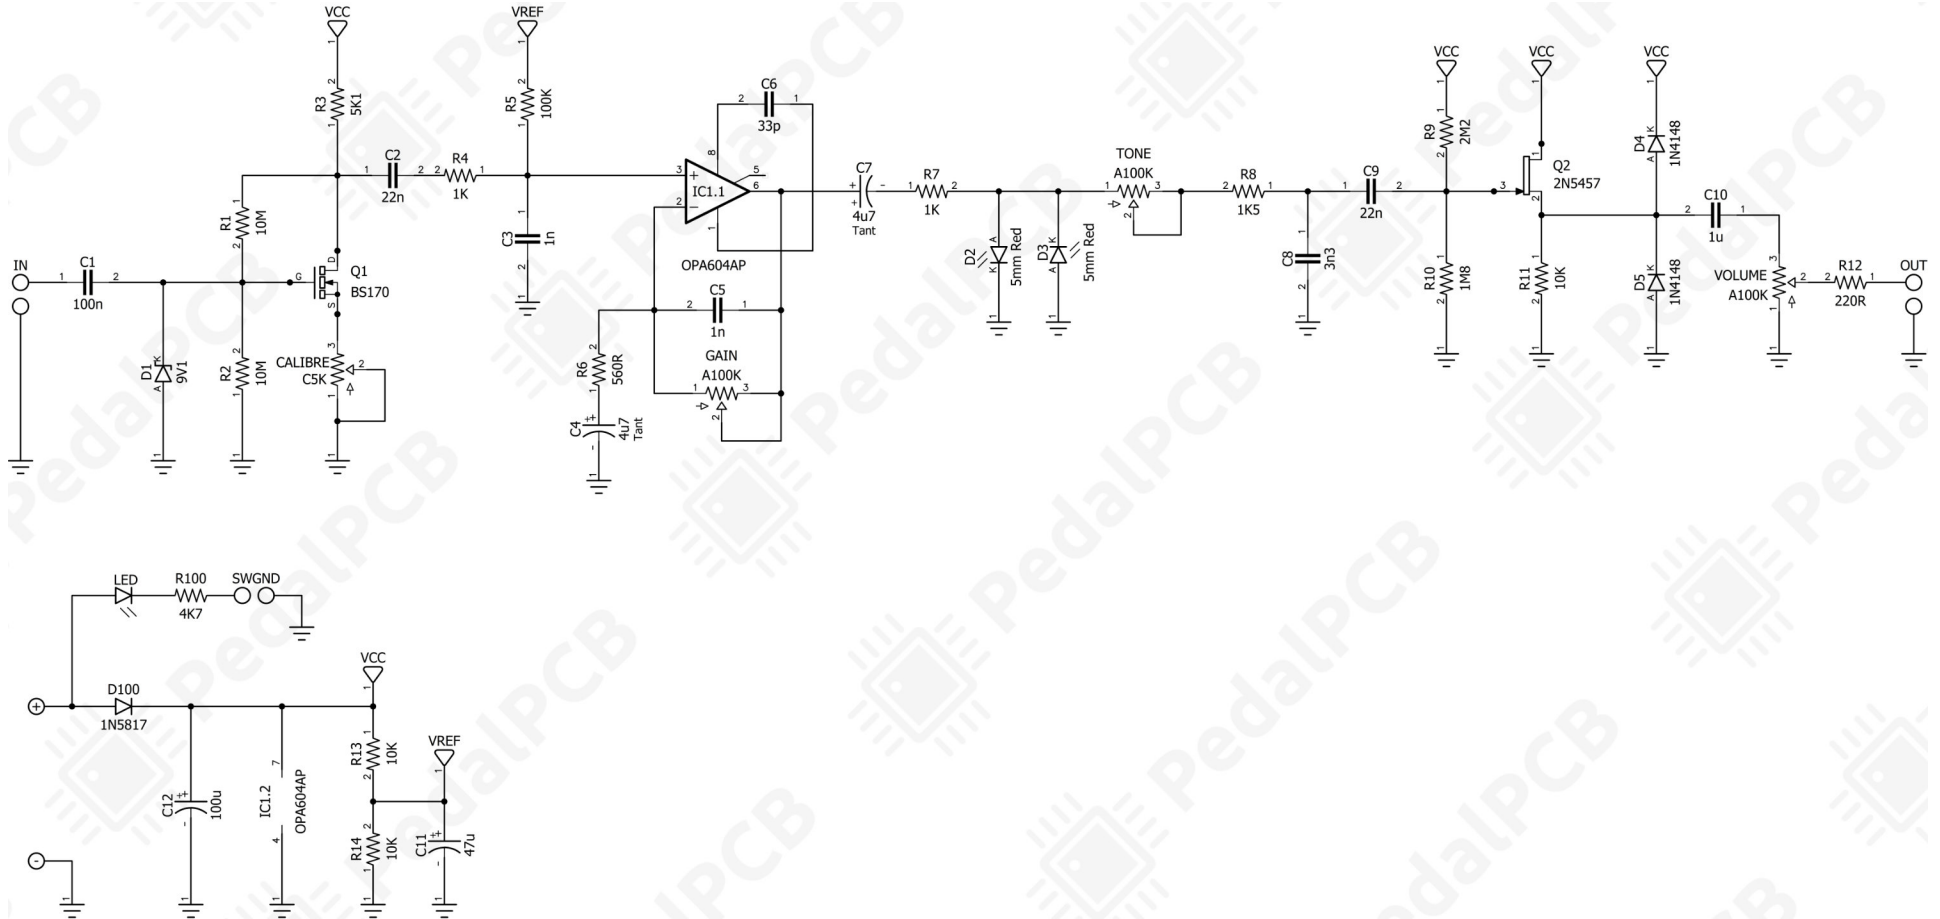 VCC
R3
5K1
VREF
R5
100K
IN
C1
100n
D1
9V1
R1
10M
R2
10M
Q1
BS170
D
G
S
CALIBRE
C5K
C2
22n
R4
1K
C3
1n
C6
33p
IC1.1
OPA604AP
C5
1n
GAIN
A100K
R6
560R
C4
4u7
Tant
C7
4u7
Tant
R7
1K
D2
5mm Red
D3
5mm Red
TONE
A100K
R8
1K5
C8
3n3
C9
22n
VCC
R9
2M2
R10
1M8
VCC
Q2
2N5457
R11
10K
VCC
D4
1N4148
D5
1N4148
C10
1u
VOLUME
A100K
R12
220R
OUT
LED
R100
4K7
SWGND
D100
1N5817
C12
100u
IC1.2
OPA604AP
7
4
VCC
R13
10K
R14
10K
VREF
C11
47u
PedalPCB